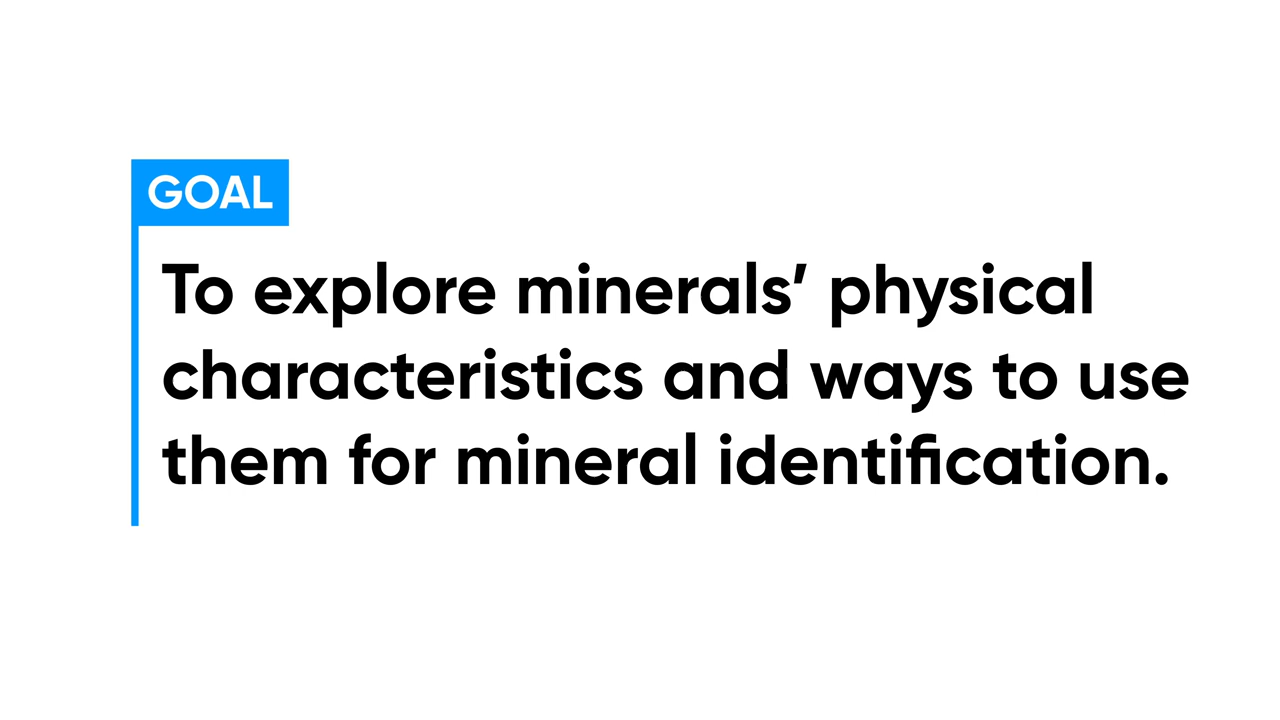 GOAL
To explore minerals’ physical
characteristics and ways to use
them for mineral identification.